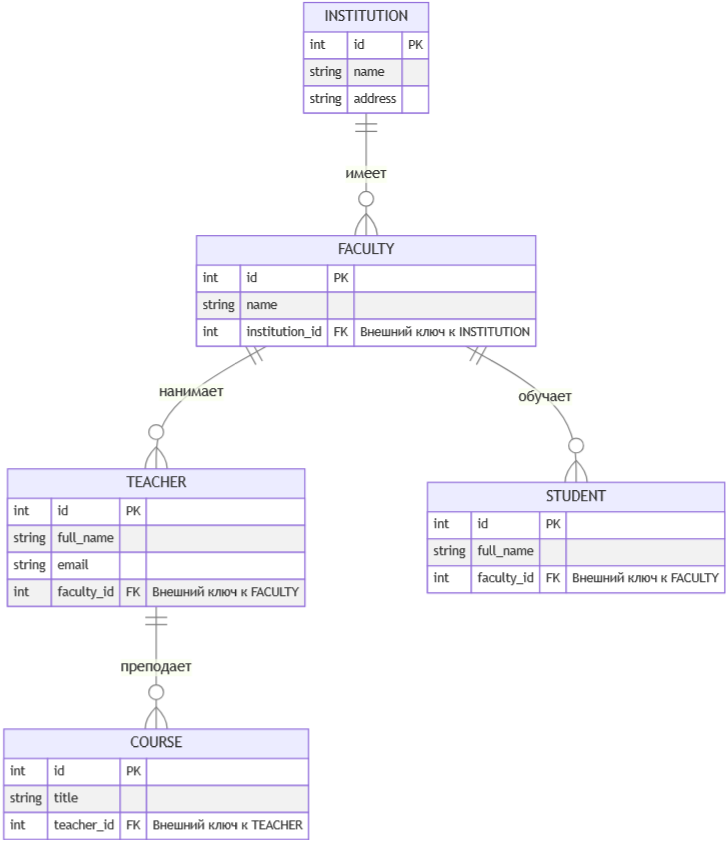 INSTITUTION
int id PK
string name
string address
имеет
FACULTY
int id PK
string name
int institution_id FK Внешний ключ к INSTITUTION
нанимает
обучает
TEACHER
int id PK
string full_name
string email
int faculty_id FK Внешний ключ к FACULTY
STUDENT
int id PK
string full_name
int faculty_id FK Внешний ключ к FACULTY
преподает
COURSE
int id PK
string title
int teacher_id FK Внешний ключ к TEACHER